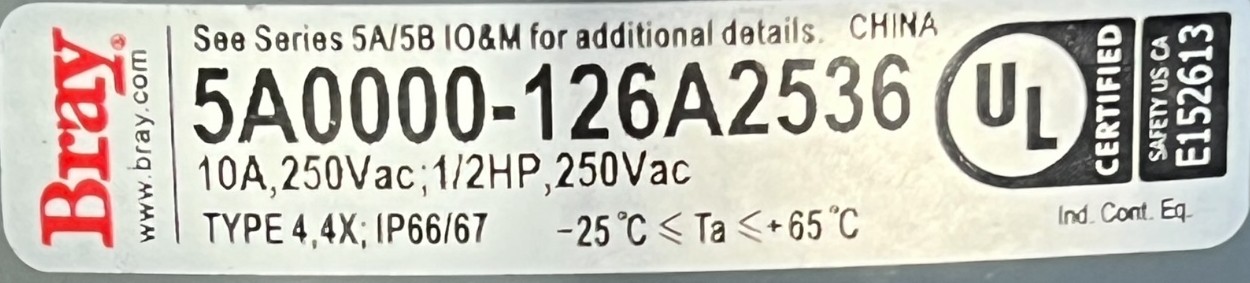 Bray®
www.bray.com
See Series 5A/5B IO&M for additional details. CHINA
5A0000-126A2536
10A,250Vac;1/2HP,250Vac
TYPE 4,4X; IP66/67 -25°C ≤ Ta ≤+65°C
UL
CERTIFIED
SAFETY US CA
E152613
Ind. Cont. Eq.